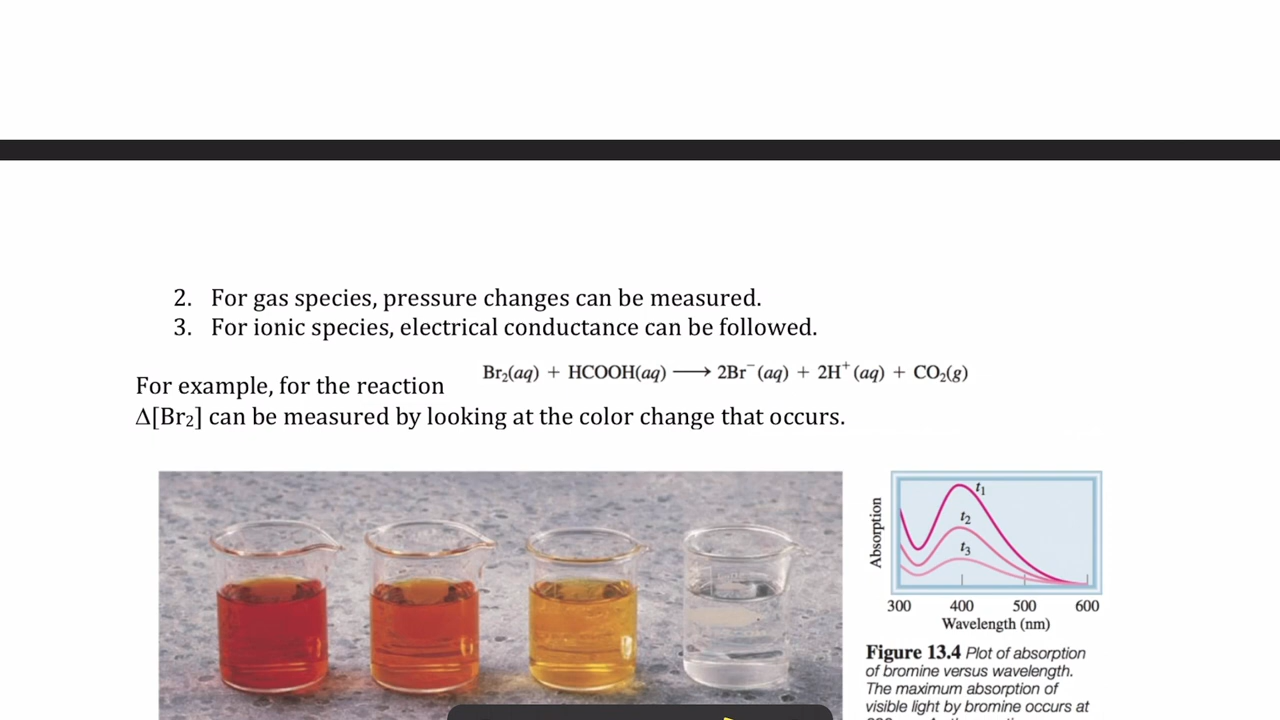 2. For gas species, pressure changes can be measured.
3. For ionic species, electrical conductance can be followed.
For example, for the reaction Br₂(aq) + HCOOH(aq) ⟶ 2Br⁻(aq) + 2H⁺(aq) + CO₂(g)
Δ[Br₂] can be measured by looking at the color change that occurs.
Absorption
t₁
t₂
t₃
300 400 500 600
Wavelength (nm)
Figure 13.4 Plot of absorption
of bromine versus wavelength.
The maximum absorption of
visible light by bromine occurs at